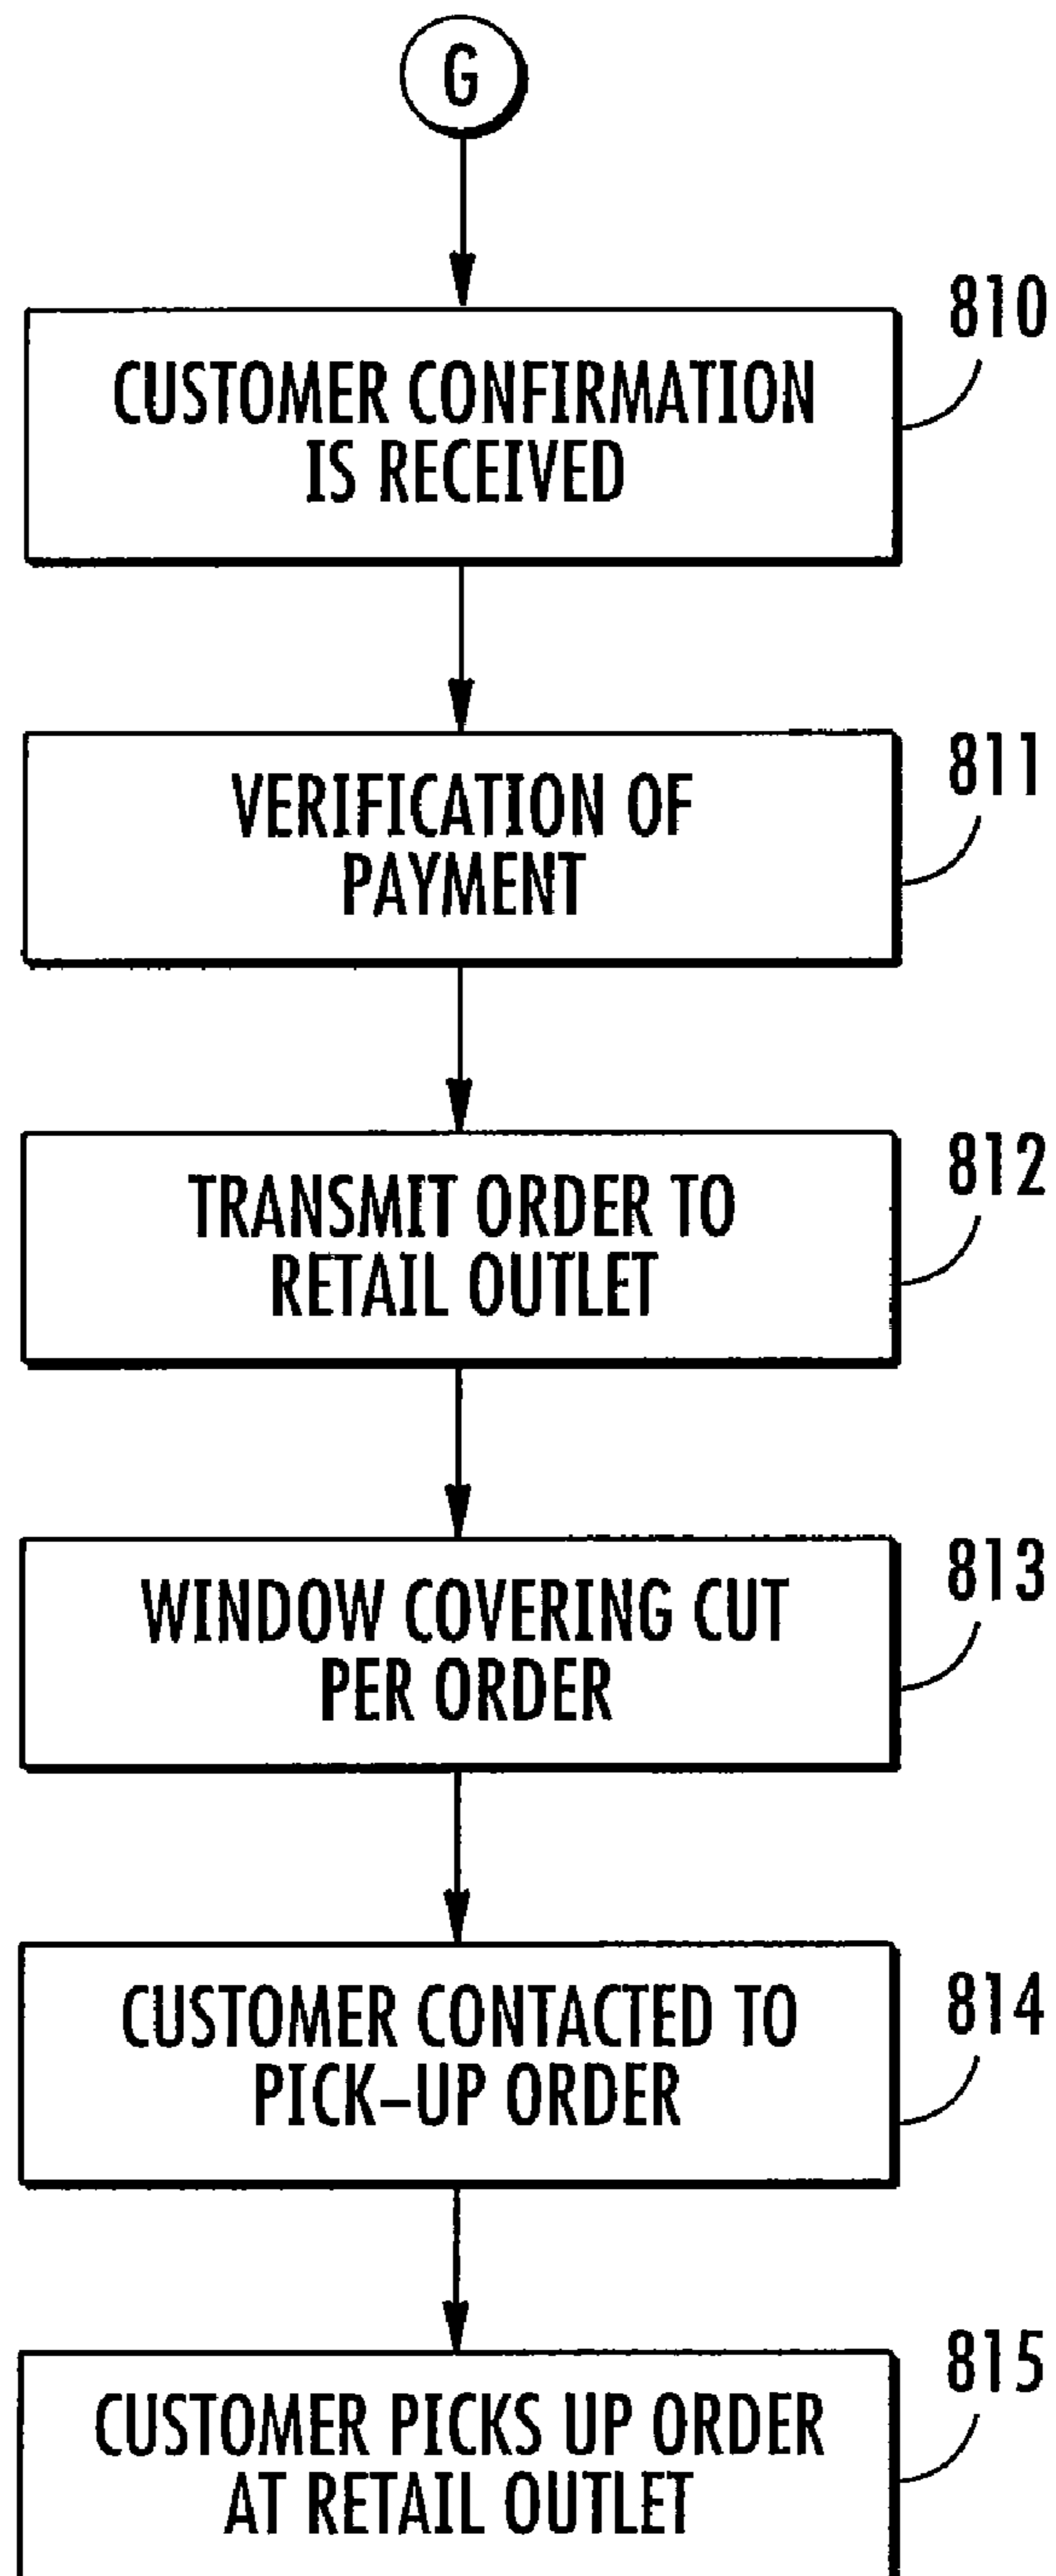 G
810
CUSTOMER CONFIRMATION
IS RECEIVED
811
VERIFICATION OF
PAYMENT
812
TRANSMIT ORDER TO
RETAIL OUTLET
813
WINDOW COVERING CUT
PER ORDER
814
CUSTOMER CONTACTED TO
PICK–UP ORDER
815
CUSTOMER PICKS UP ORDER
AT RETAIL OUTLET